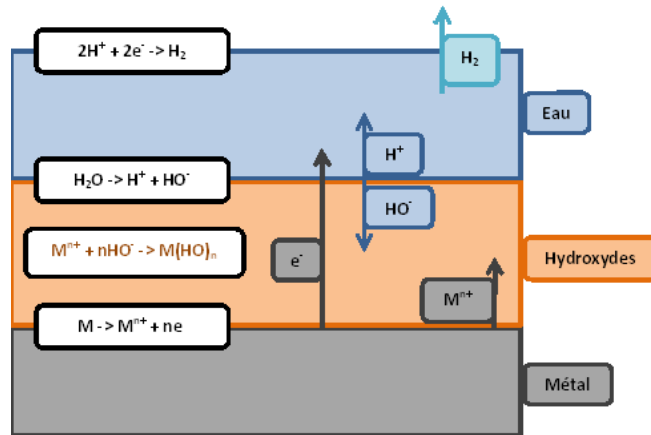 2H⁺ + 2e⁻ -> H₂
H₂
Eau
H⁺
H₂O -> H⁺ + HO⁻
HO⁻
Mⁿ⁺ + nHO⁻ -> M(HO)ₙ
e⁻
Hydroxydes
Mⁿ⁺
M -> Mⁿ⁺ + ne
Métal